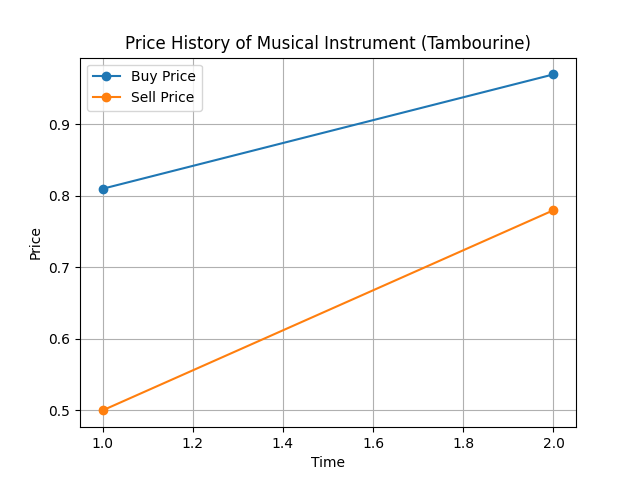 Price History of Musical Instrument (Tambourine)
Buy Price
Sell Price
0.9
0.8
0.7
0.6
0.5
Price
1.0 1.2 1.4 1.6 1.8 2.0
Time